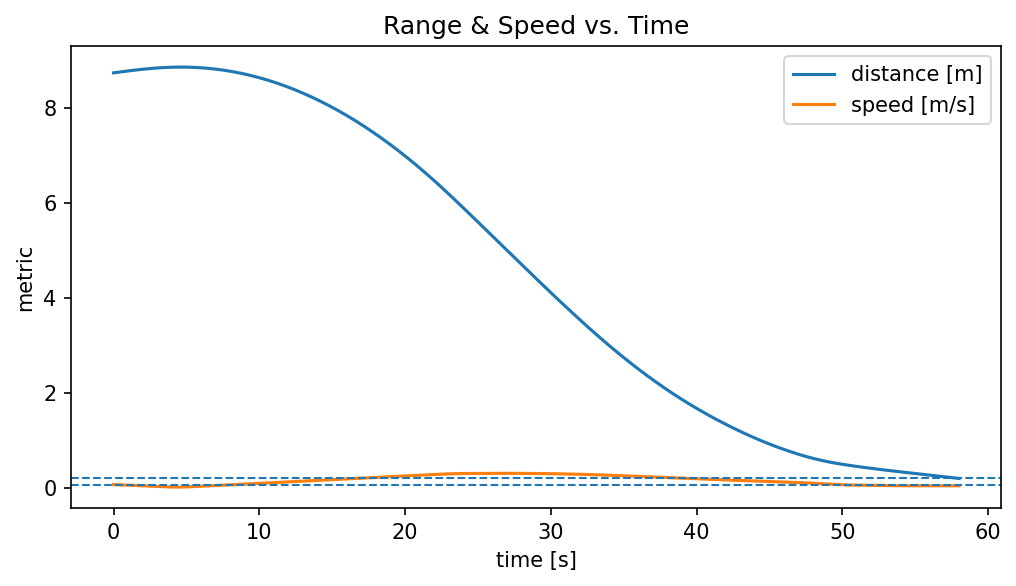 Range & Speed vs. Time
distance [m]
speed [m/s]
metric
8
6
4
2
0
0 10 20 30 40 50 60
time [s]